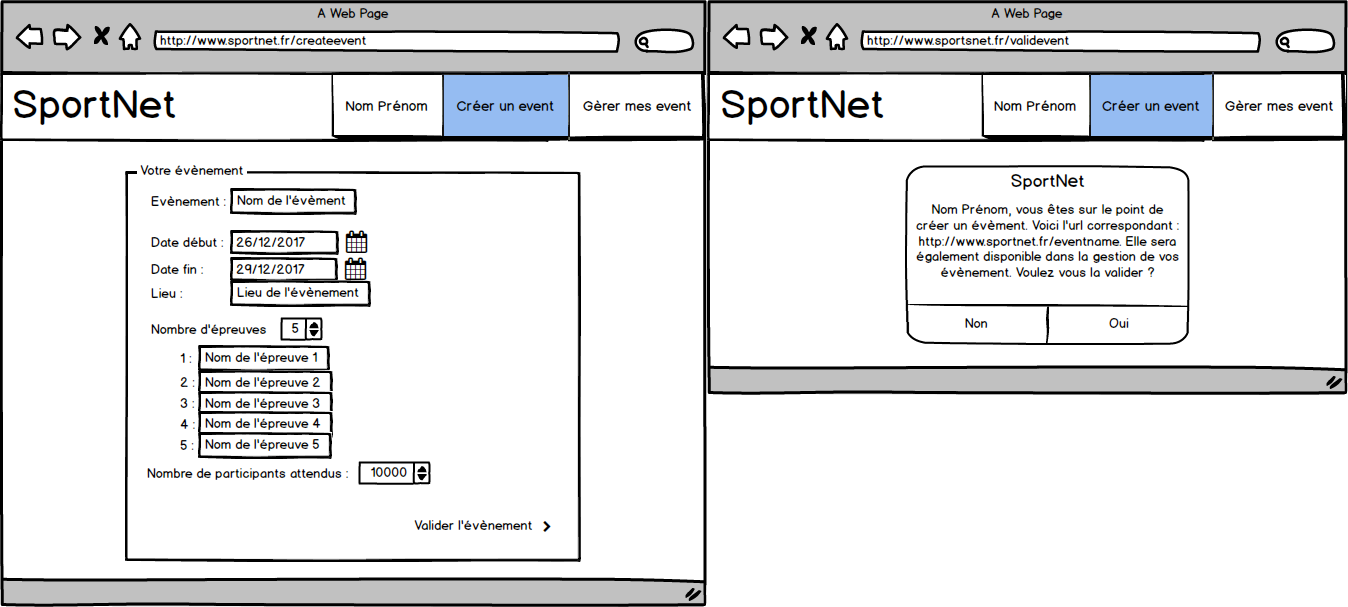 A Web Page
http://www.sportnet.fr/createevent
SportNet
Nom Prénom
Créer un event
Gèrer mes event
Votre évènement
Evènement :
Nom de l'évèment
Date début :
26/12/2017
Date fin :
29/12/2017
Lieu :
Lieu de l'évènement
Nombre d'épreuves
5
1 :
Nom de l'épreuve 1
2 :
Nom de l'épreuve 2
3 :
Nom de l'épreuve 3
4 :
Nom de l'épreuve 4
5 :
Nom de l'épreuve 5
Nombre de participants attendus :
10000
Valider l'évènement
A Web Page
http://www.sportsnet.fr/validevent
SportNet
Nom Prénom
Créer un event
Gèrer mes event
SportNet
Nom Prénom, vous êtes sur le point de
créer un évèment. Voici l'url correspondant :
http://www.sportnet.fr/eventname. Elle sera
également disponible dans la gestion de vos
évènement. Voulez vous la valider ?
Non
Oui